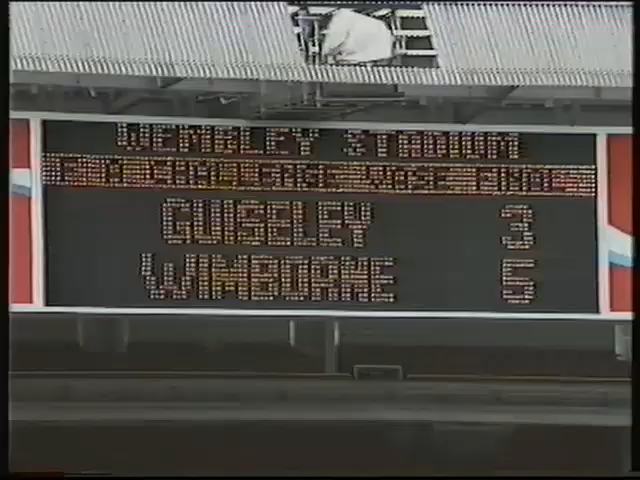 WEMBLEY STADIUM
F A CHALLENGE VASE FINAL
GUISELEY 3
WIMBORNE 5